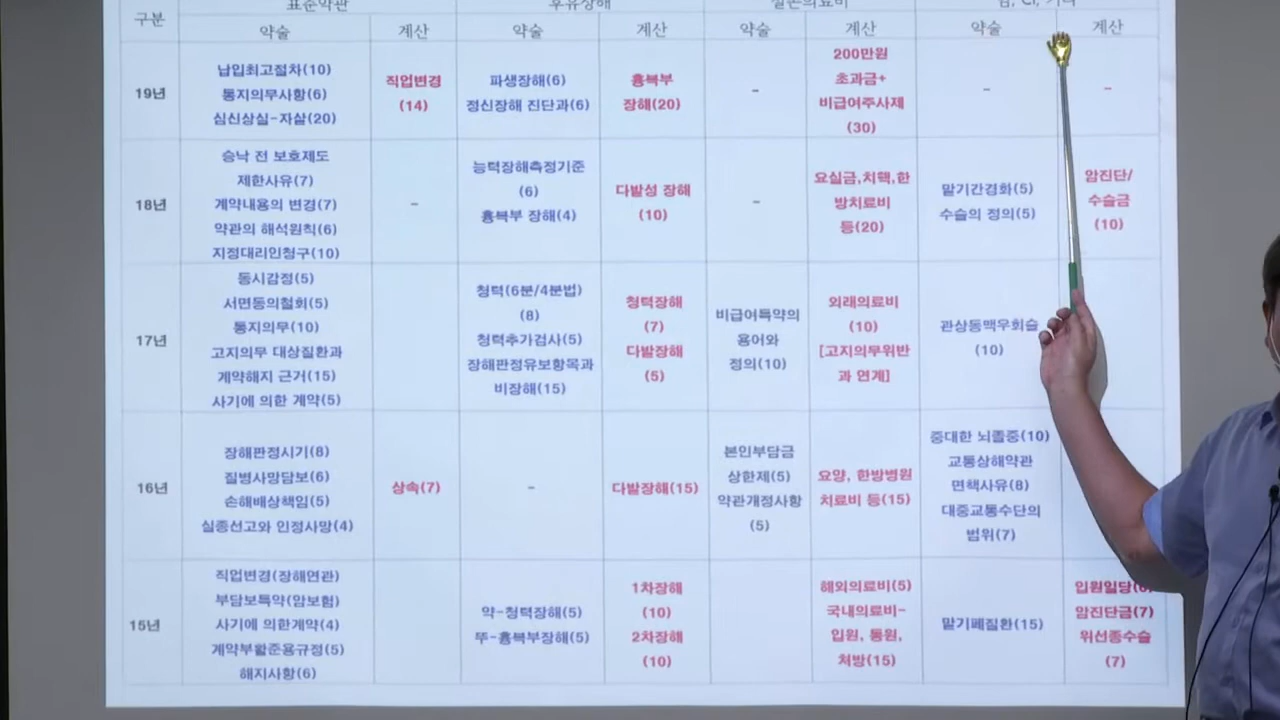 구분 표준약관 후유장해 실손의료비 암, CI, 기타
약술 계산 약술 계산 약술 계산 약술 계산
19년
납입최고절차(10)
통지의무사항(6)
심신상실-자살(20)
직업변경
(14)
파생장해(6)
정신장해 진단과(6)
흉복부
장해(20)
-
200만원
초과금+
비급여주사제
(30)
-
-
18년
승낙 전 보호제도
제한사유(7)
계약내용의 변경(7)
약관의 해석원칙(6)
지정대리인청구(10)
-
능력장해측정기준
(6)
흉복부 장해(4)
다발성 장해
(10)
-
요실금,치핵,한
방치료비
등(20)
말기간경화(5)
수술의 정의(5)
암진단/
수술금
(10)
17년
동시감정(5)
서면동의철회(5)
통지의무(10)
고지의무 대상질환과
계약해지 근거(15)
사기에 의한 계약(5)
청력(6분/4분법)
(8)
청력추가검사(5)
장해판정유보항목과
비장해(15)
청력장해
(7)
다발장해
(5)
비급여특약의
용어와
정의(10)
외래의료비
(10)
[고지의무위반
과 연계]
관상동맥우회술
(10)
16년
장해판정시기(8)
질병사망담보(6)
손해배상책임(5)
실종선고와 인정사망(4)
상속(7)
-
다발장해(15)
본인부담금
상한제(5)
약관개정사항
(5)
요양, 한방병원
치료비 등(15)
중대한 뇌졸중(10)
교통상해약관
면책사유(8)
대중교통수단의
범위(7)
15년
직업변경(장해연관)
부담보특약(암보험)
사기에 의한계약(4)
계약부활준용규정(5)
해지사항(6)
약-청력장해(5)
뚜-흉복부장해(5)
1차장해
(10)
2차장해
(10)
해외의료비(5)
국내의료비-
입원, 통원,
처방(15)
말기폐질환(15)
입원일당(6)
암진단금(7)
위선종수술
(7)